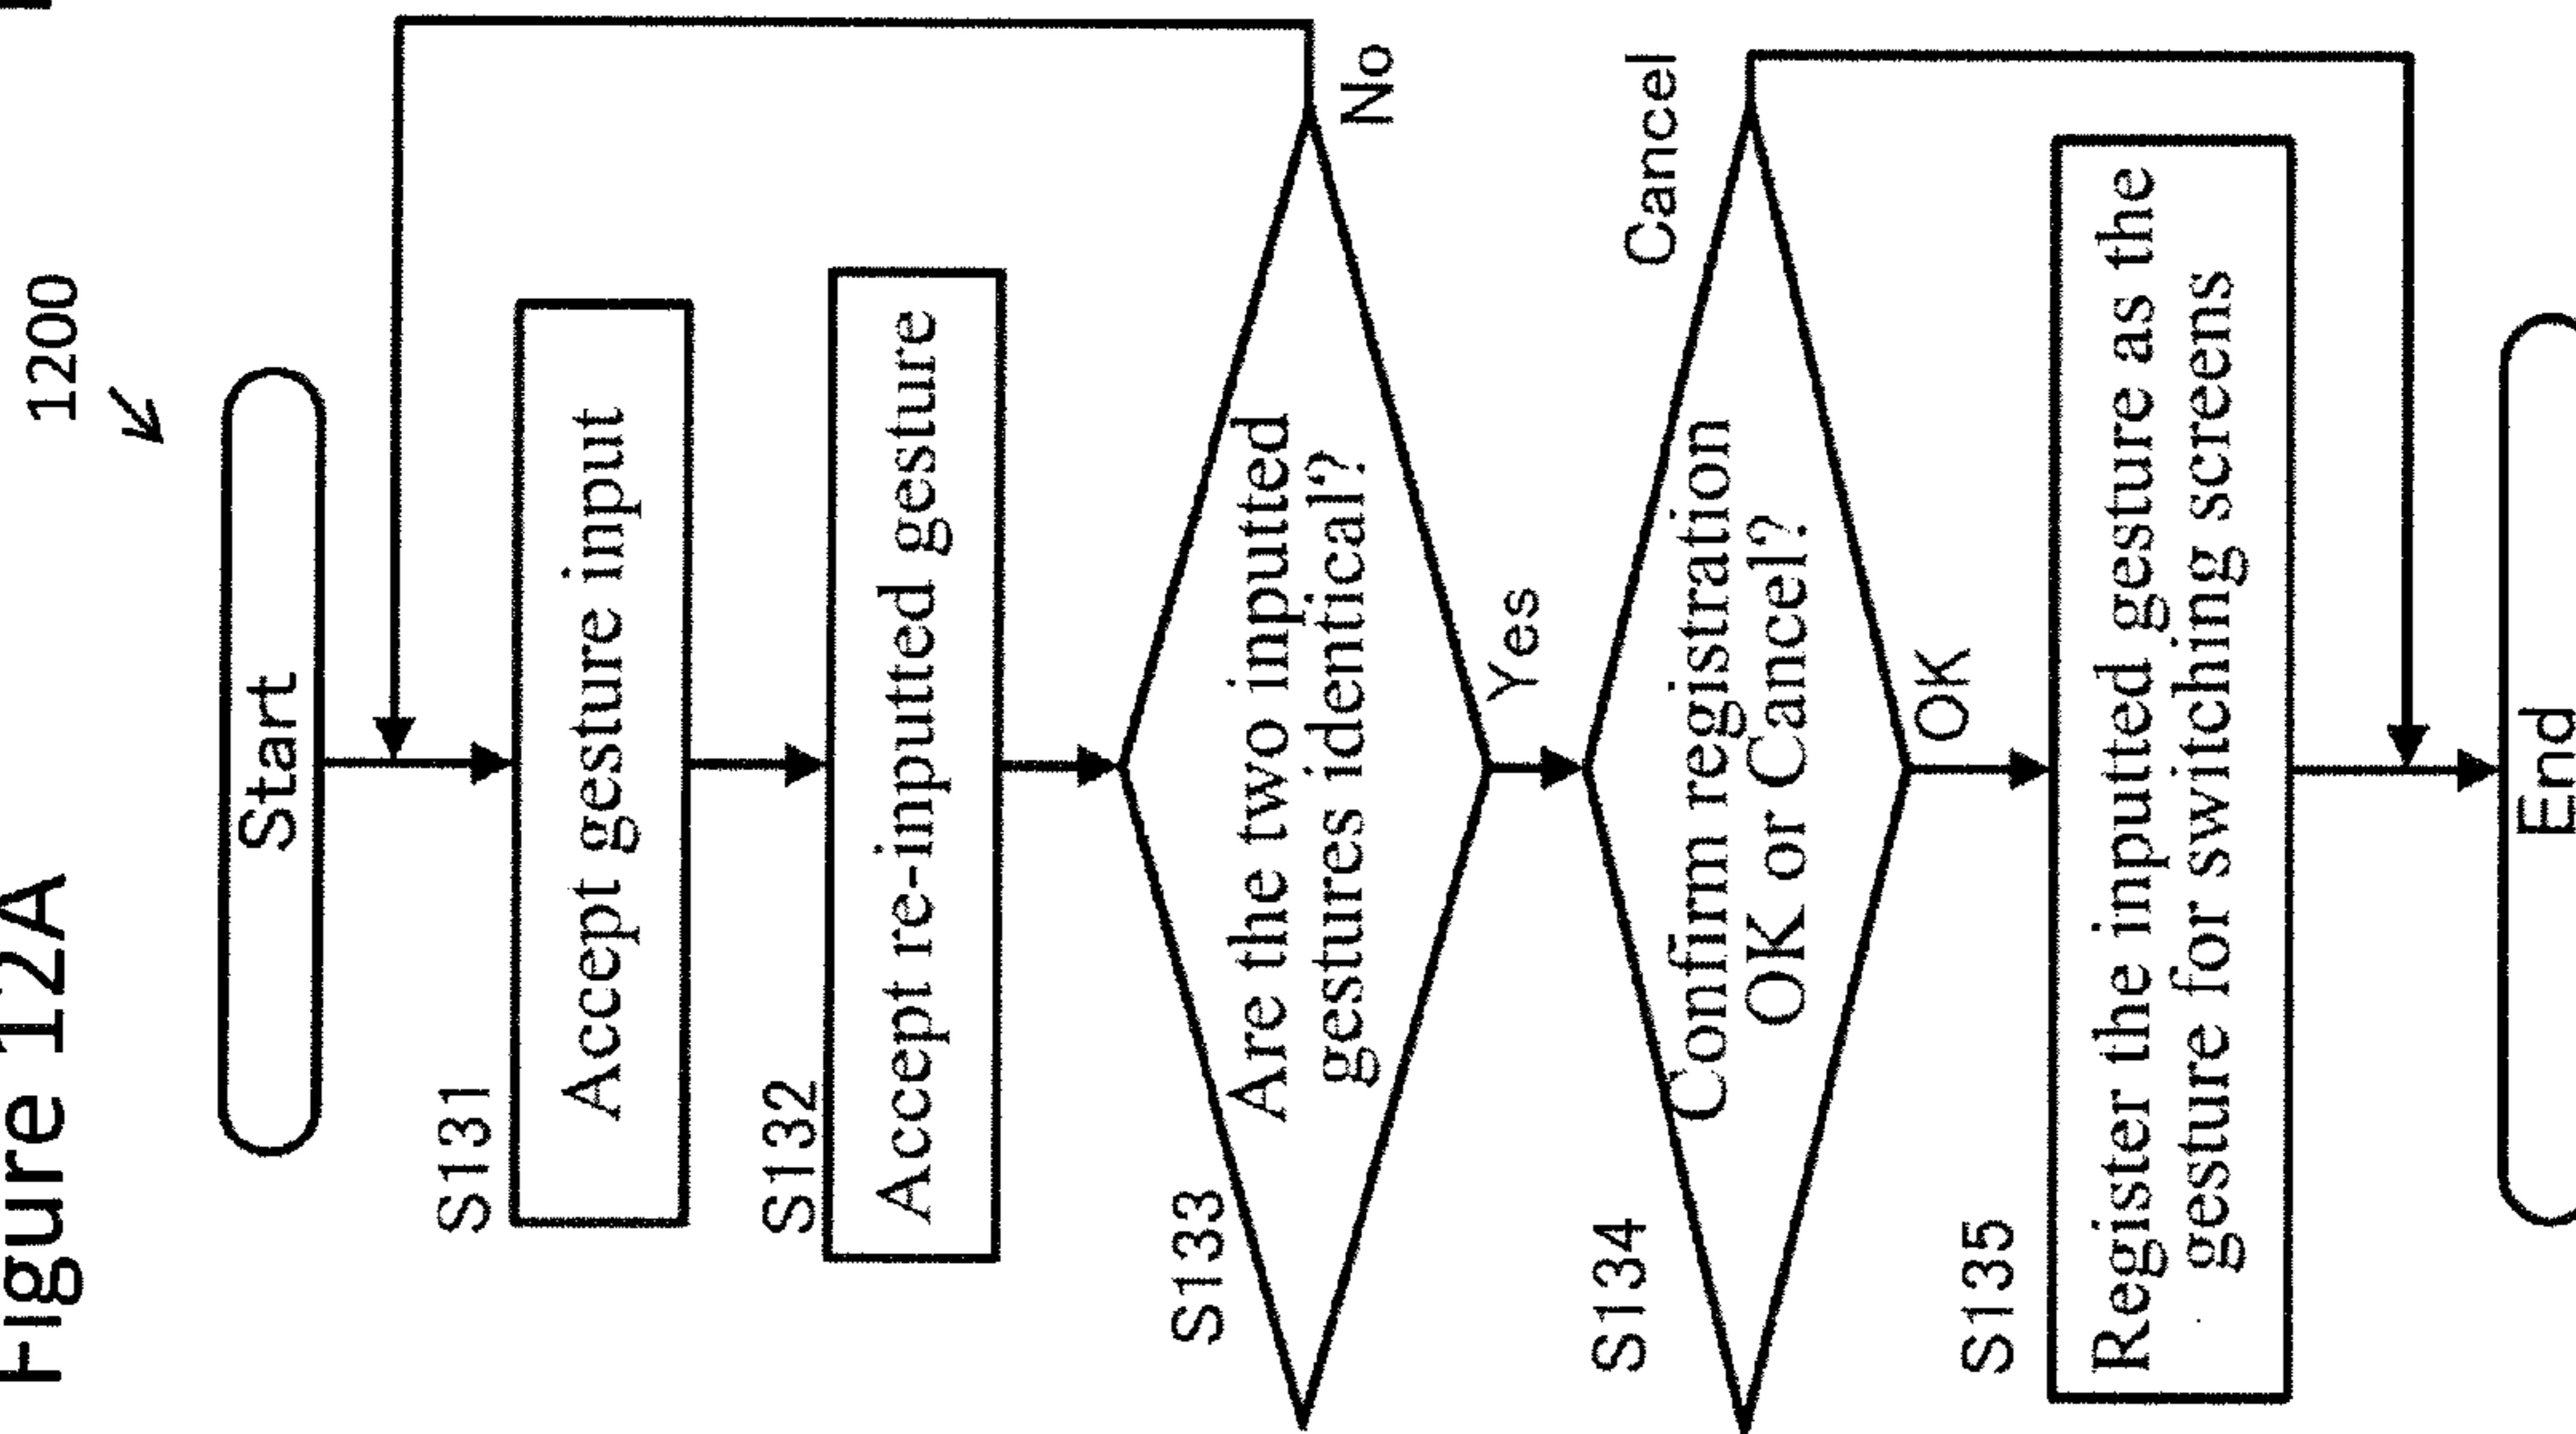 Figure 12A
1200
Start
S131
Accept gesture input
S132
Accept re-inputted gesture
S133
Are the two inputted
gestures identical?
No
Yes
S134
Confirm registration
OK or Cancel?
Cancel
OK
S135
Register the inputted gesture as the
gesture for switching screens
End